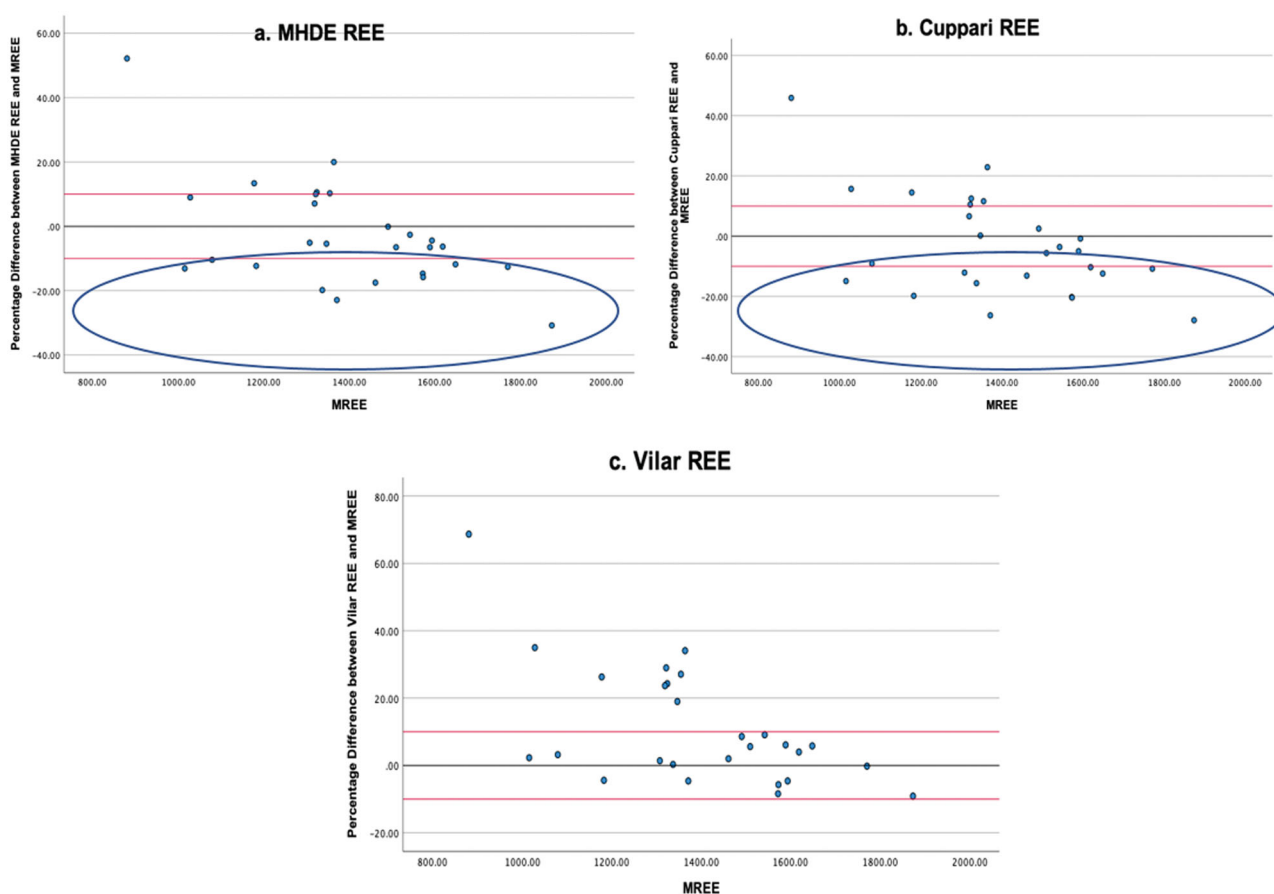 a. MHDE REE
Percentage Difference between MHDE REE and MREE
60.00
40.00
20.00
.00
-20.00
-40.00
800.00 1000.00 1200.00 1400.00 1600.00 1800.00 2000.00
MREE
b. Cuppari REE
Percentage Difference between Cuppari REE and
MREE
60.00
40.00
20.00
.00
-20.00
-40.00
800.00 1000.00 1200.00 1400.00 1600.00 1800.00 2000.00
MREE
c. Vilar REE
Percentage Difference between Vilar REE and MREE
80.00
60.00
40.00
20.00
.00
-20.00
800.00 1000.00 1200.00 1400.00 1600.00 1800.00 2000.00
MREE